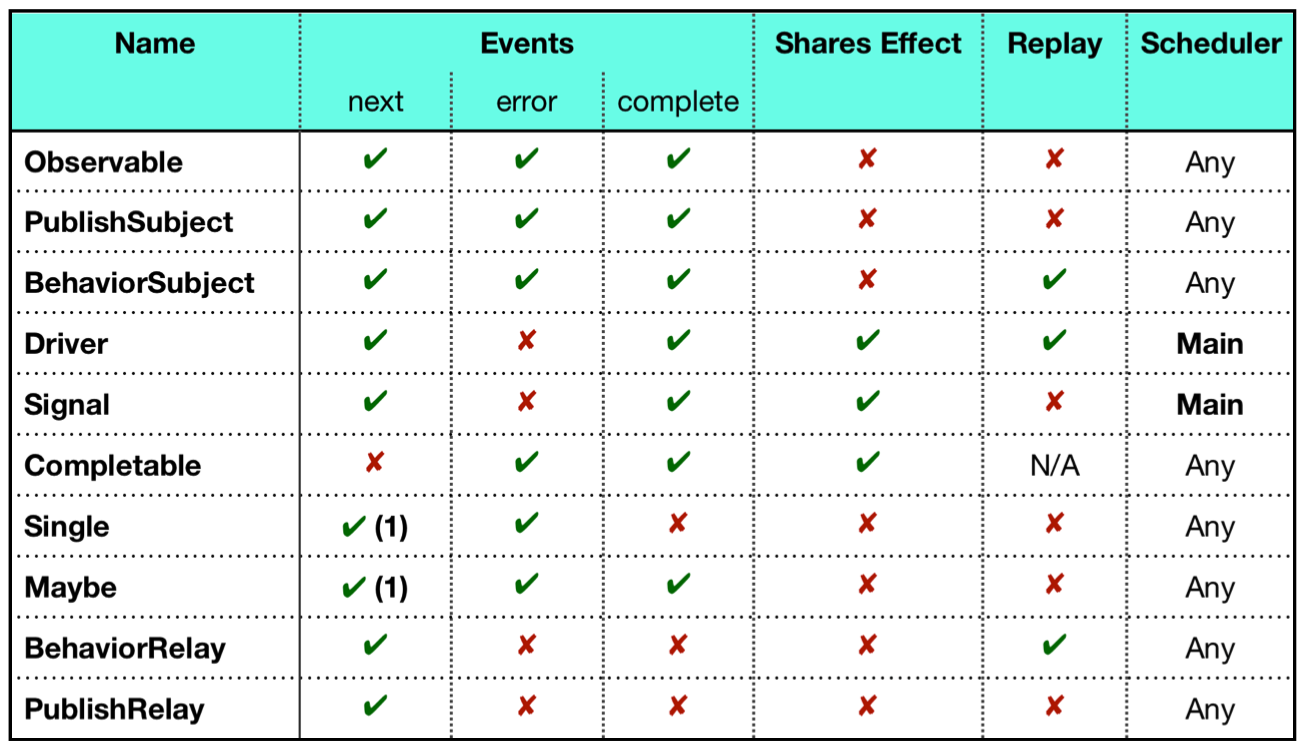 Name Events Shares Effect Replay Scheduler
next error complete
Observable ✔ ✔ ✔ ✘ ✘ Any
PublishSubject ✔ ✔ ✔ ✘ ✘ Any
BehaviorSubject ✔ ✔ ✔ ✘ ✔ Any
Driver ✔ ✘ ✔ ✔ ✔ Main
Signal ✔ ✘ ✔ ✔ ✘ Main
Completable ✘ ✔ ✔ ✔ N/A Any
Single ✔ (1) ✔ ✘ ✘ ✘ Any
Maybe ✔ (1) ✔ ✔ ✘ ✘ Any
BehaviorRelay ✔ ✘ ✘ ✘ ✔ Any
PublishRelay ✔ ✘ ✘ ✘ ✘ Any